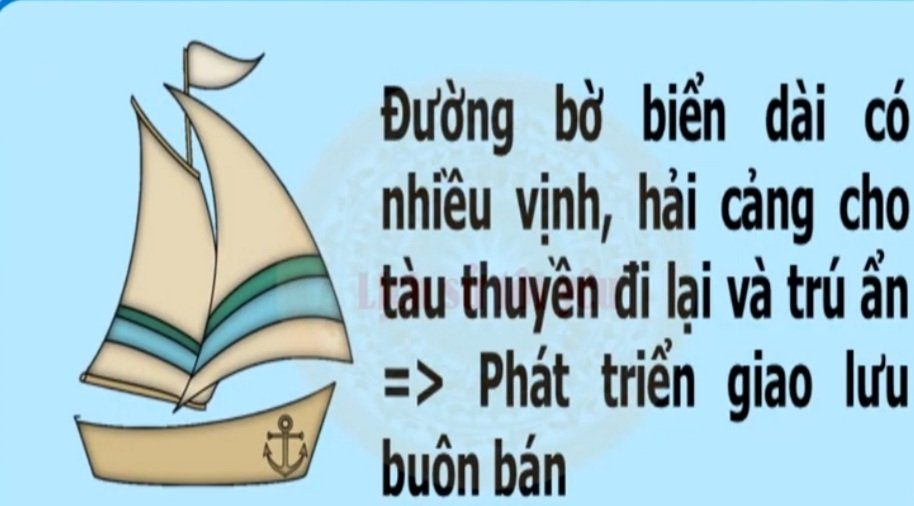 Đường bờ biển dài có
nhiều vịnh, hải cảng cho
tàu thuyền đi lại và trú ẩn
=> Phát triển giao lưu
buôn bán